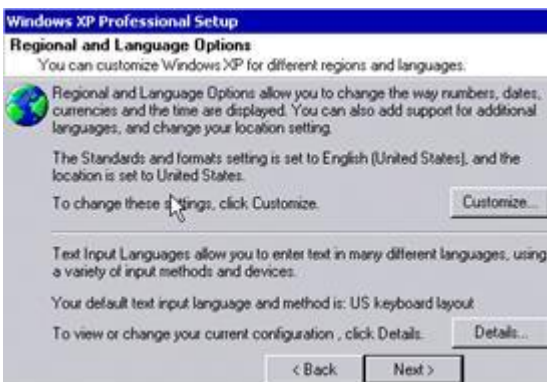 Windows XP Professional Setup
Regional and Language Options
You can customize Windows XP for different regions and languages.
Regional and Language Options allow you to change the way numbers, dates,
currencies and the time are displayed. You can also add support for additional
languages, and change your location setting.
The Standards and formats setting is set to English (United States), and the
location is set to United States.
To change these settings, click Customize.
Customize...
Text Input Languages allow you to enter text in many different languages, using
a variety of input methods and devices.
Your default text input language and method is: US keyboard layout
To view or change your current configuration , click Details.
Details...
< Back
Next >